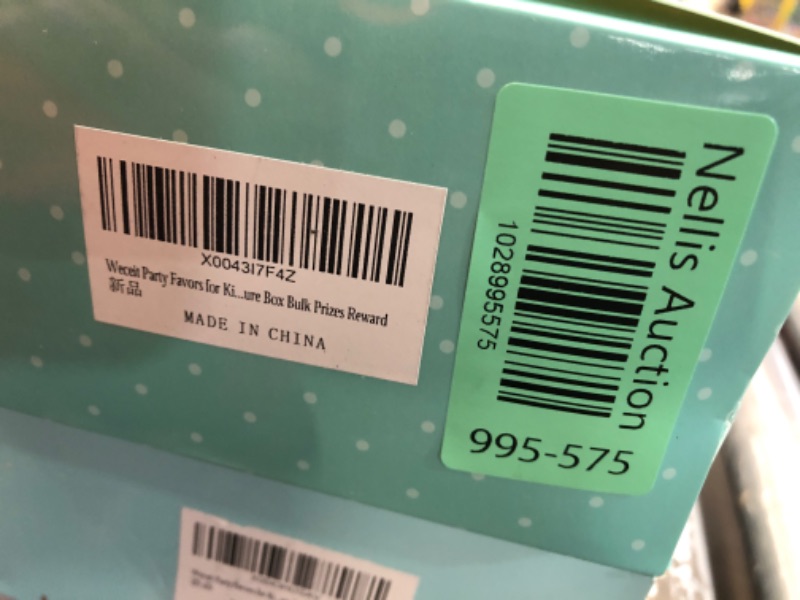 X0043I7F4Z
Weceit Party Favors for Ki...ure Box Bulk Prizes Reward
新品
MADE IN CHINA
Nellis Auction
1028995575
995-575